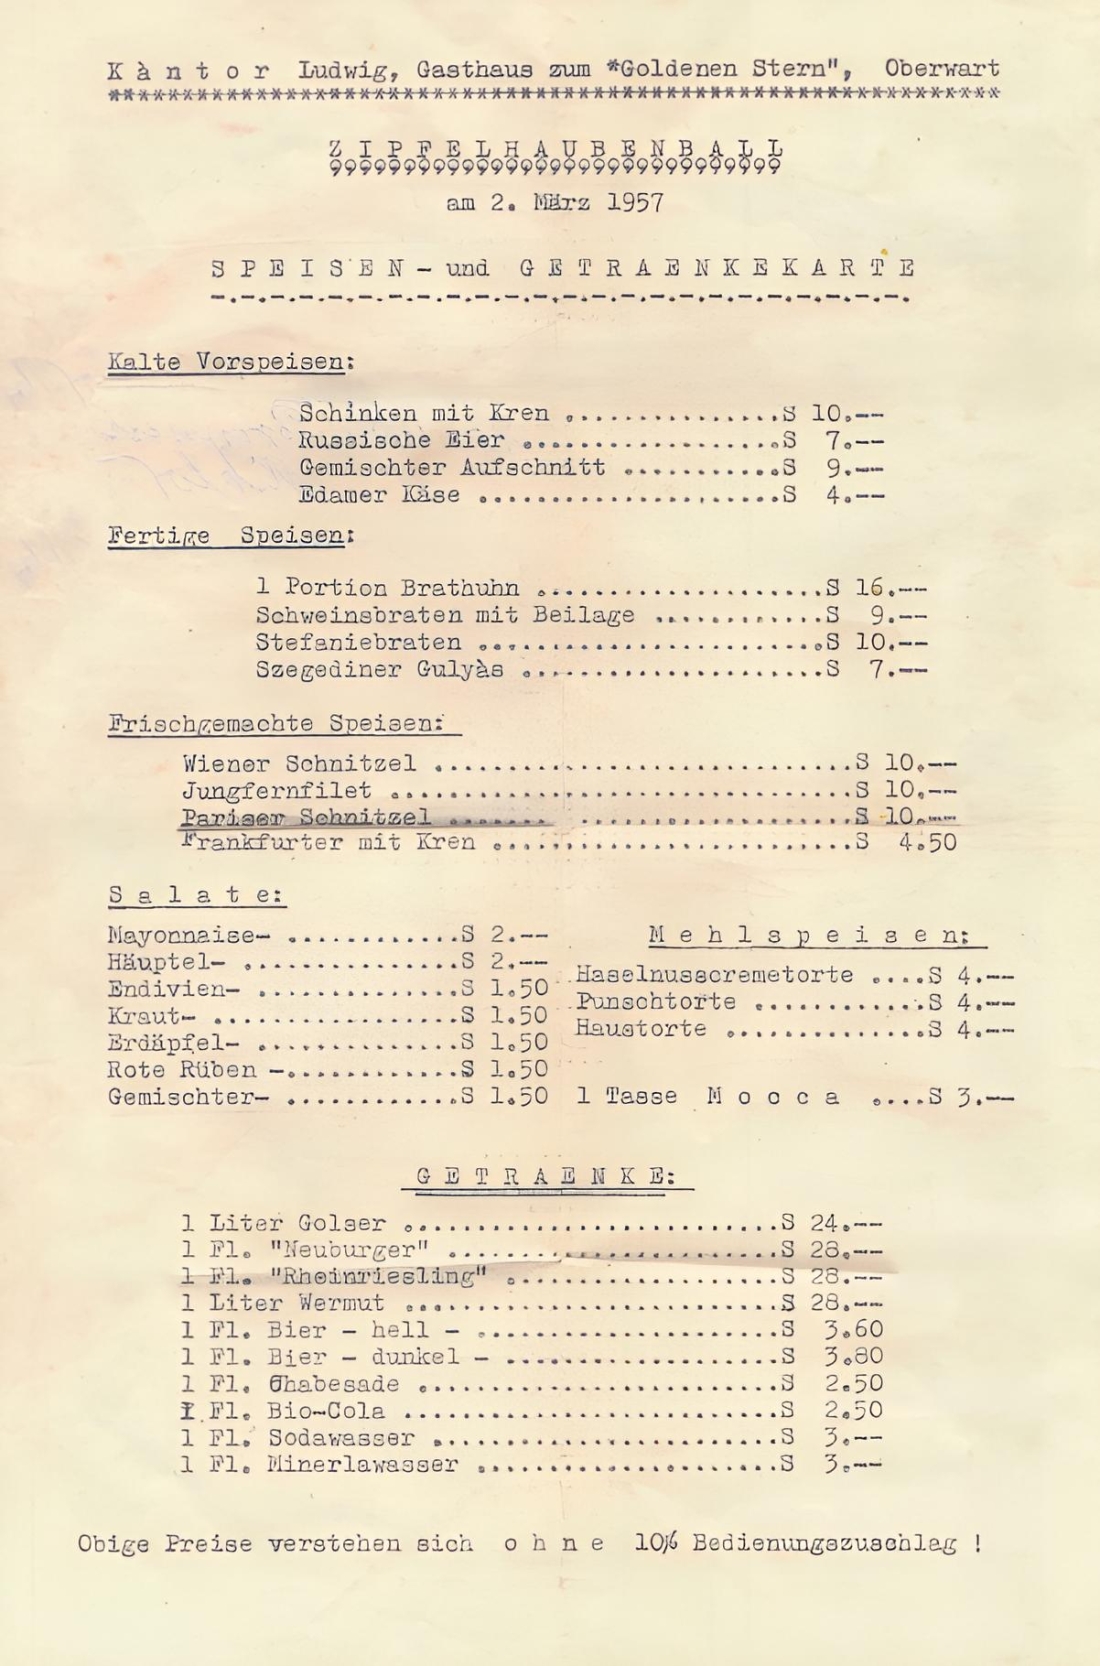 Kàntor Ludwig, Gasthaus zum "Goldenen Stern", Oberwart
ZIPFELHAUBENBALL
am 2. März 1957
SPEISEN - und GETRAENKEKARTE
Kalte Vorspeisen:
Schinken mit Kren ...............S 10.--
Russische Eier ..................S 7.--
Gemischter Aufschnitt ...........S 9.--
Edamer Käse .....................S 4.--
Fertige Speisen:
1 Portion Brathuhn ....................S 16.--
Schweinsbraten mit Beilage ............S 9.--
Stefaniebraten ........................S 10.--
Szegediner Gulyàs .....................S 7.--
Frischgemachte Speisen:
Wiener Schnitzel .............................S 10.--
Jungfernfilet ................................S 10.--
Pariser Schnitzel ....... ...................S 10.--
Frankfurter mit Kren .........................S 4.50
Salate:
Mayonnaise- ............S 2.--
Häuptel- ...............S 2.--
Endivien- ..............S 1.50
Kraut- .................S 1.50
Erdäpfel- ..............S 1.50
Rote Rüben -............S 1.50
Gemischter- ............S 1.50
Mehlspeisen:
Haselnusscremetorte ....S 4.--
Punschtorte ............S 4.--
Haustorte ..............S 4.--
1 Tasse Mocca ....S 3.--
GETRAENKE:
1 Liter Golser ..........................S 24.--
1 Fl. "Neuburger" .......................S 28.--
1 Fl. "Rheinriesling" ...................S 28.--
1 Liter Wermut ..........................S 28.--
1 Fl. Bier - hell - .....................S 3.60
1 Fl. Bier - dunkel - ...................S 3.80
1 Fl. Chabesade .........................S 2.50
1 Fl. Bio-Cola ..........................S 2.50
1 Fl. Sodawasser ........................S 3.--
1 Fl. Minerlawasser .....................S 3.--
Obige Preise verstehen sich ohne 10% Bedienungszuschlag !